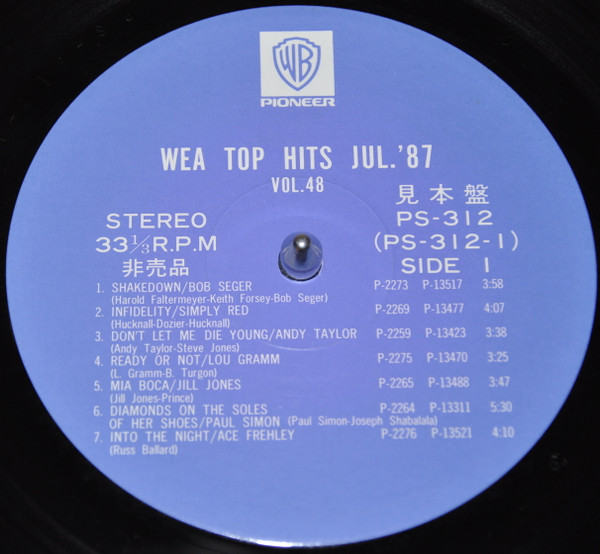 WB
PIONEER
WEA TOP HITS JUL.'87
VOL.48
STEREO
33 1/3 R.P.M
非売品
見本盤
PS-312
(PS-312-1)
SIDE 1
1. SHAKEDOWN/BOB SEGER P-2273 P-13517 3:58
(Harold Faltermeyer-Keith Forsey-Bob Seger)
2. INFIDELITY/SIMPLY RED P-2269 P-13477 4:07
(Hucknall-Dozier-Hucknall)
3. DON'T LET ME DIE YOUNG/ANDY TAYLOR P-2259 P-13423 3:38
(Andy Taylor-Steve Jones)
4. READY OR NOT/LOU GRAMM P-2275 P-13470 3:25
(L. Gramm-B. Turgon)
5. MIA BOCA/JILL JONES P-2265 P-13488 3:47
(Jill Jones-Prince)
6. DIAMONDS ON THE SOLES P-2264 P-13311 5:30
OF HER SHOES/PAUL SIMON (Paul Simon-Joseph Shabalala)
7. INTO THE NIGHT/ACE FREHLEY P-2276 P-13521 4:10
(Russ Ballard)